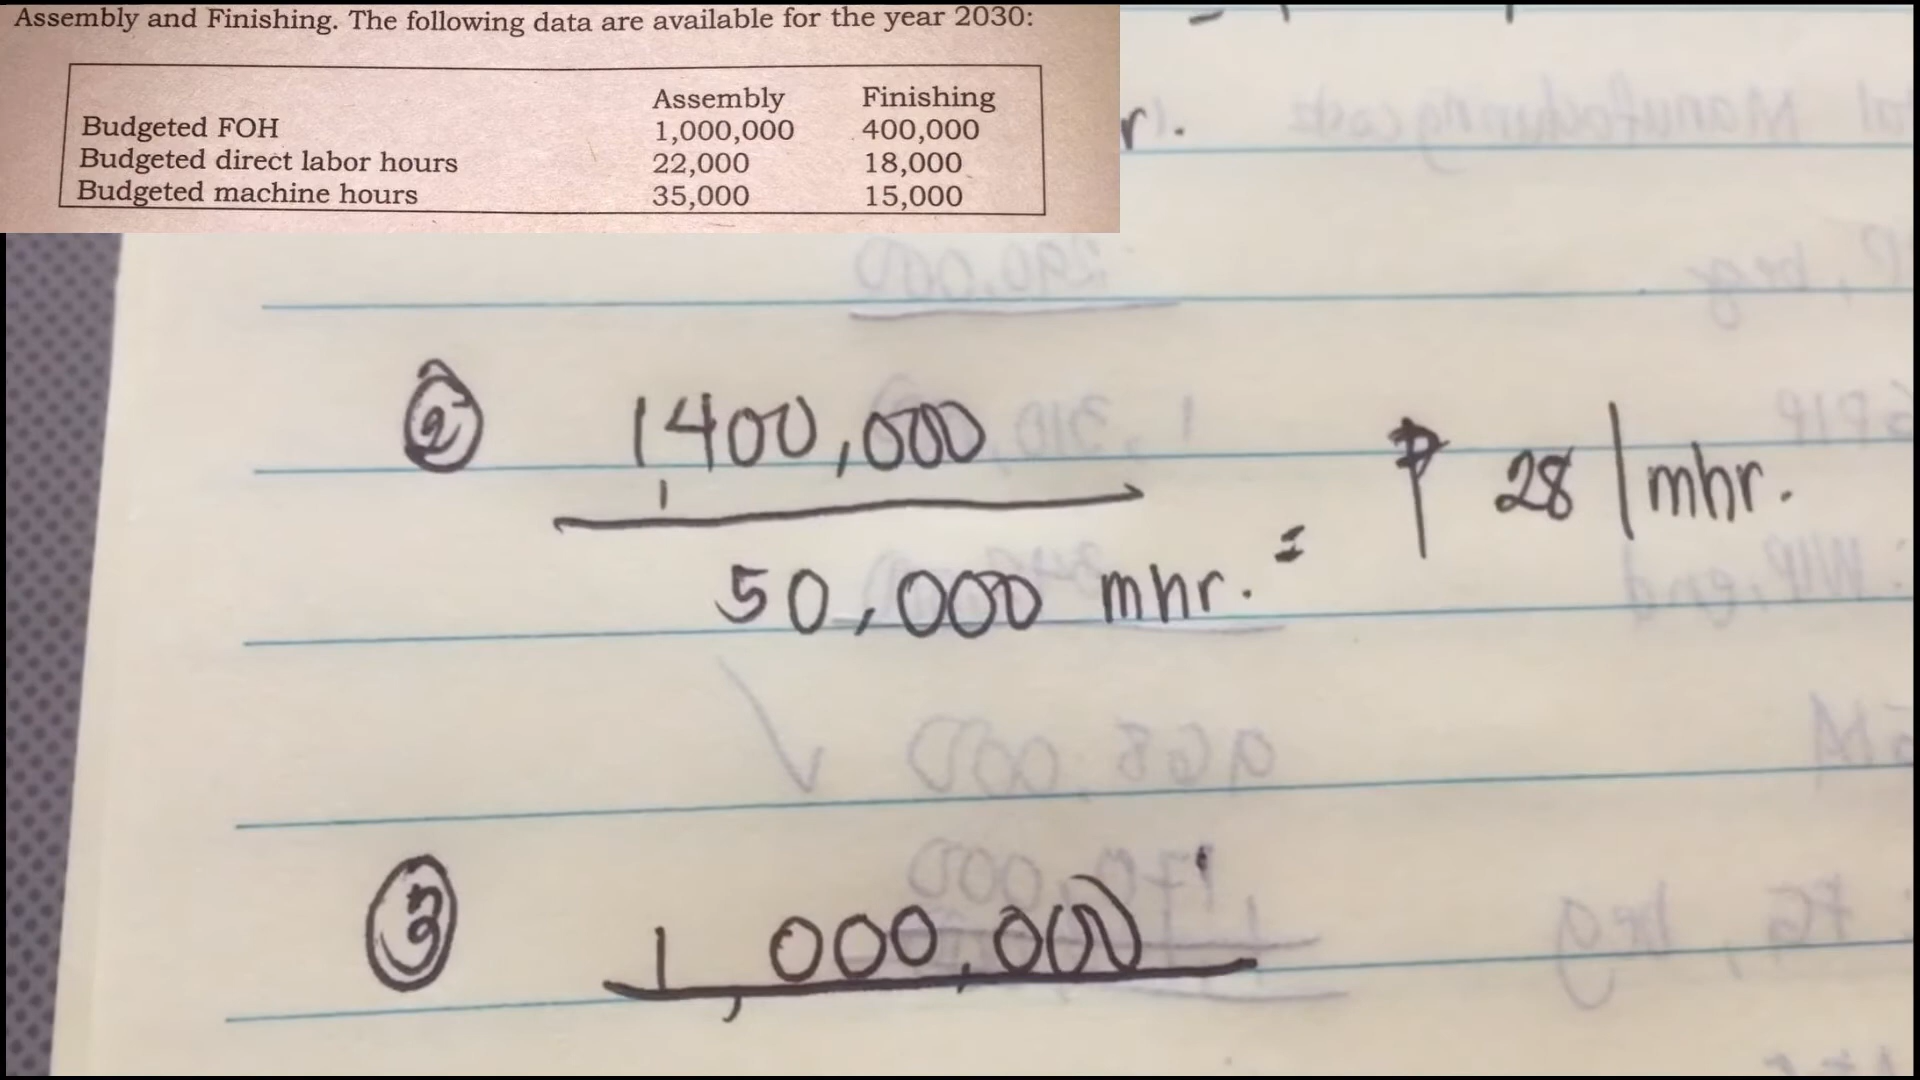 Assembly and Finishing. The following data are available for the year 2030:
Assembly Finishing
Budgeted FOH 1,000,000 400,000
Budgeted direct labor hours 22,000 18,000
Budgeted machine hours 35,000 15,000
r.
② 1,400,000
50,000 mhr. = ₱ 28 / mhr.
③ 1,000,000